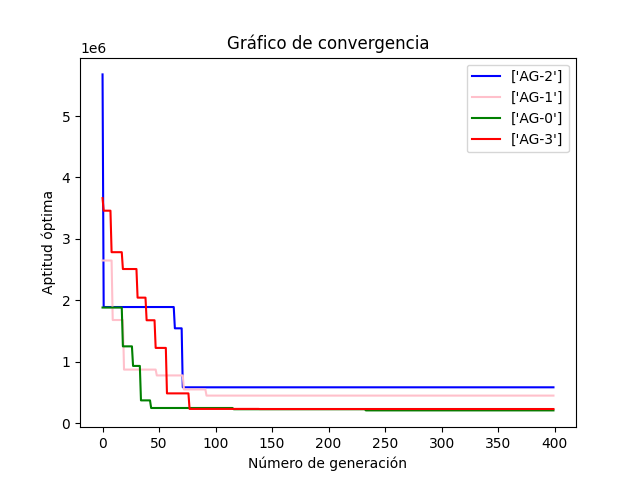 Gráfico de convergencia
1e6
['AG-2']
['AG-1']
['AG-0']
['AG-3']
Aptitud óptima
5
4
3
2
1
0
0 50 100 150 200 250 300 350 400
Número de generación